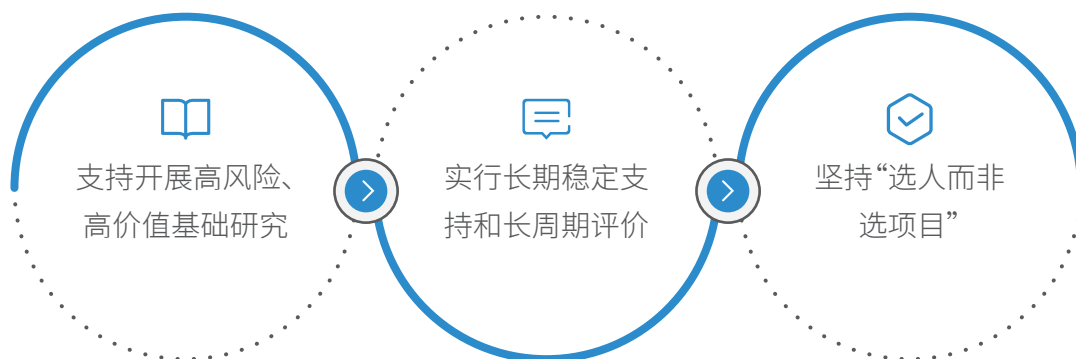 支持开展高风险、
高价值基础研究
实行长期稳定支
持和长周期评价
坚持“选人而非
选项目”